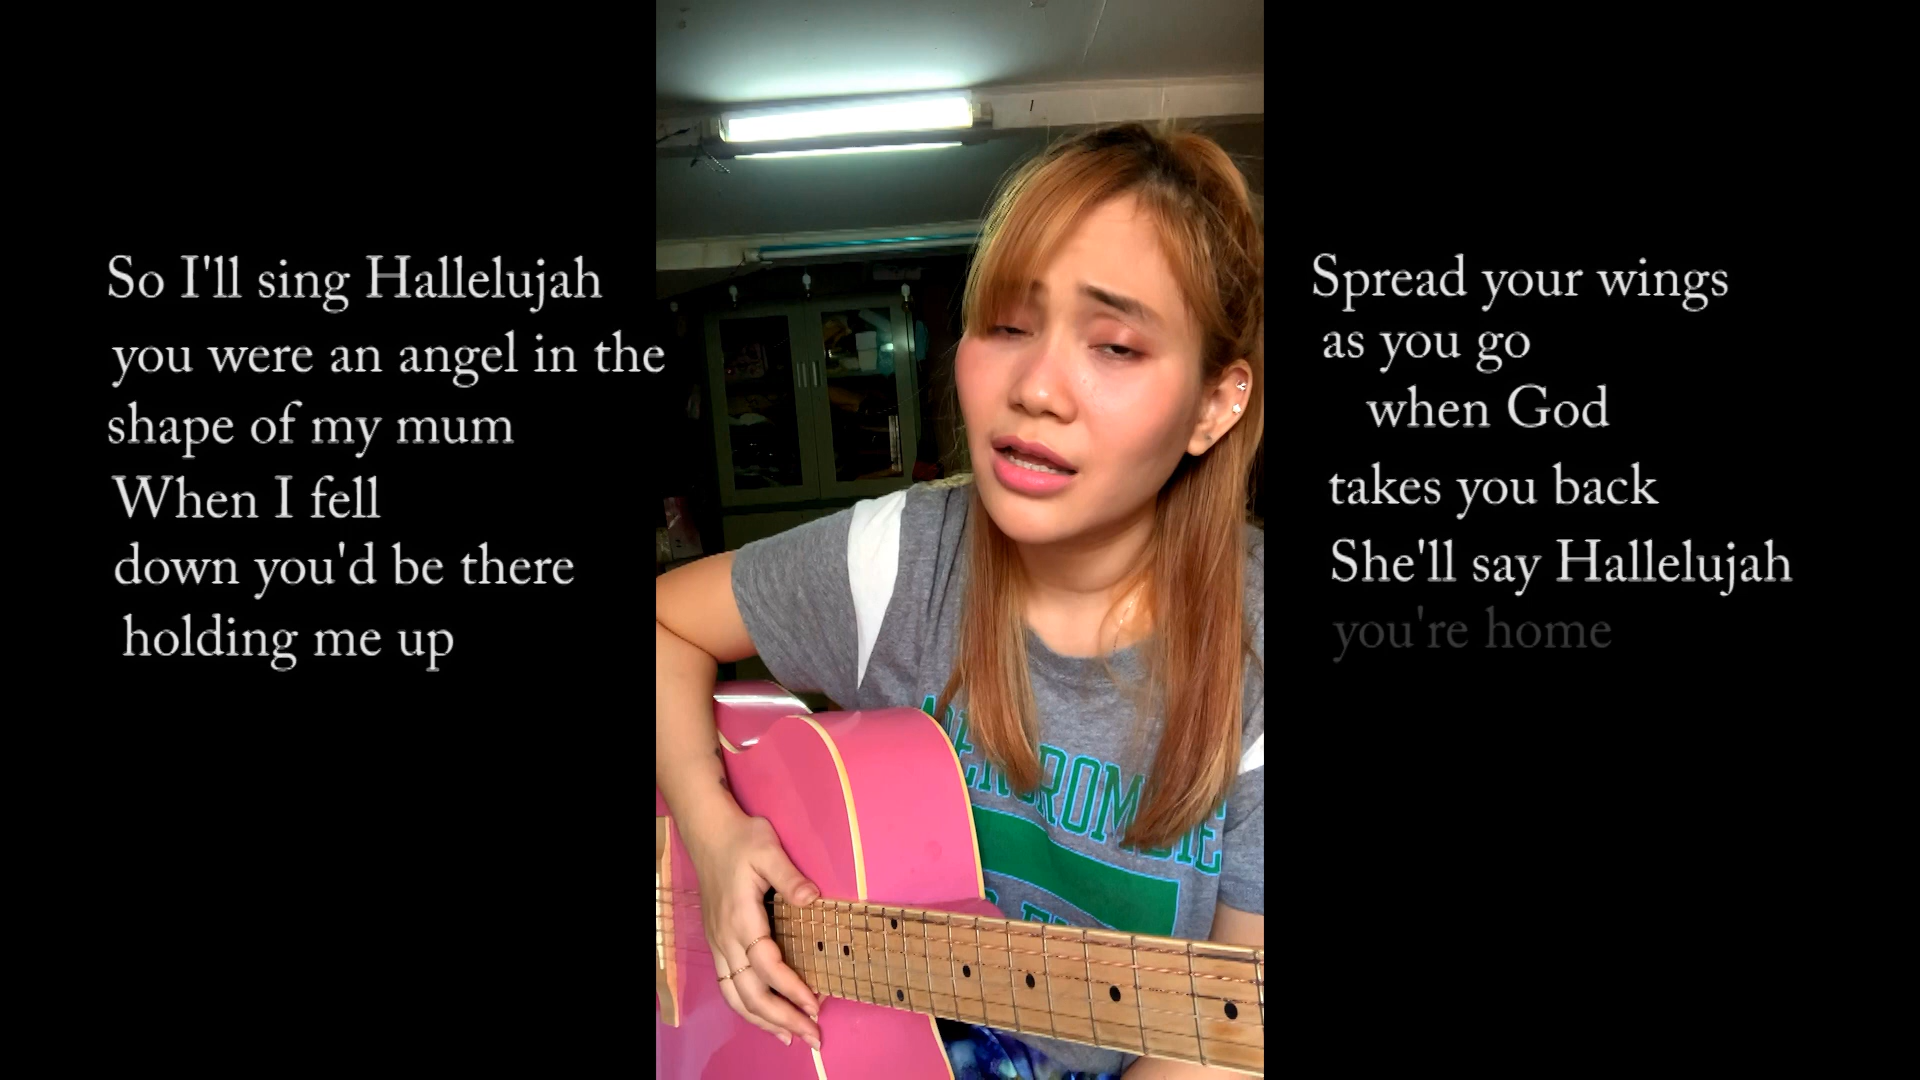 So I'll sing Hallelujah
you were an angel in the
shape of my mum
When I fell
down you'd be there
holding me up
Spread your wings
as you go
when God
takes you back
She'll say Hallelujah
you're home
ABERCROMBIE